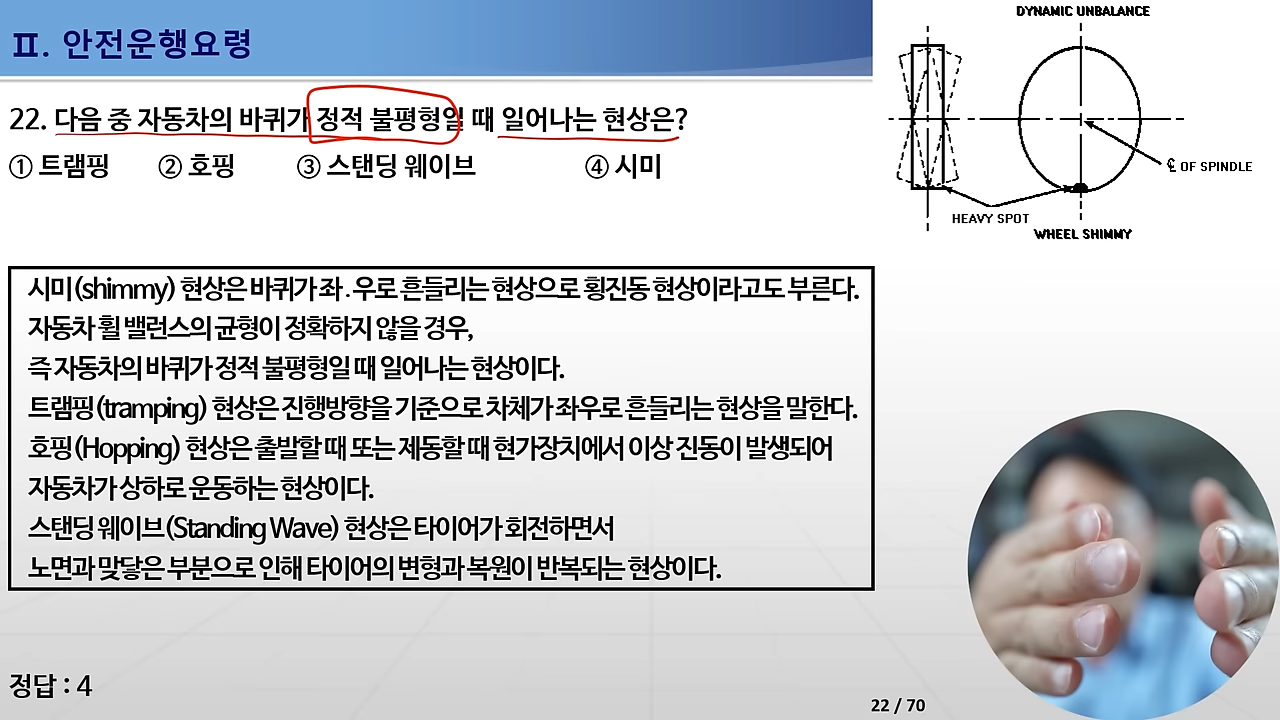 Ⅱ. 안전운행요령
22. 다음 중 자동차의 바퀴가 정적 불평형일 때 일어나는 현상은?
① 트램핑 ② 호핑 ③ 스탠딩 웨이브 ④ 시미
DYNAMIC UNBALANCE
℄ OF SPINDLE
HEAVY SPOT
WHEEL SHIMMY
시미(shimmy) 현상은 바퀴가 좌.우로 흔들리는 현상으로 횡진동 현상이라고도 부른다.
자동차 휠 밸런스의 균형이 정확하지 않을 경우,
즉 자동차의 바퀴가 정적 불평형일 때 일어나는 현상이다.
트램핑(tramping) 현상은 진행방향을 기준으로 차체가 좌우로 흔들리는 현상을 말한다.
호핑(Hopping) 현상은 출발할 때 또는 제동할 때 현가장치에서 이상 진동이 발생되어
자동차가 상하로 운동하는 현상이다.
스탠딩 웨이브(Standing Wave) 현상은 타이어가 회전하면서
노면과 맞닿은 부분으로 인해 타이어의 변형과 복원이 반복되는 현상이다.
정답 : 4
22 / 70